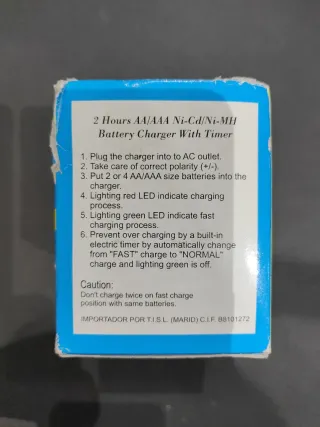 2 Hours AA/AAA Ni-Cd/Ni-MH
Battery Charger With Timer
1. Plug the charger into to AC outlet.
2. Take care of correct polarity (+/-).
3. Put 2 or 4 AA/AAA size batteries into the
charger.
4. Lighting red LED indicate charging
process.
5. Lighting green LED indicate fast
charging process.
6. Prevent over charging by a built-in
electric timer by automatically change
from "FAST" charge to "NORMAL"
charge and lighting green is off.
Caution:
Don't charge twice on fast charge
position with same batteries.
IMPORTADOR POR T.I.S.L. (MARID) C.I.F. B8101272